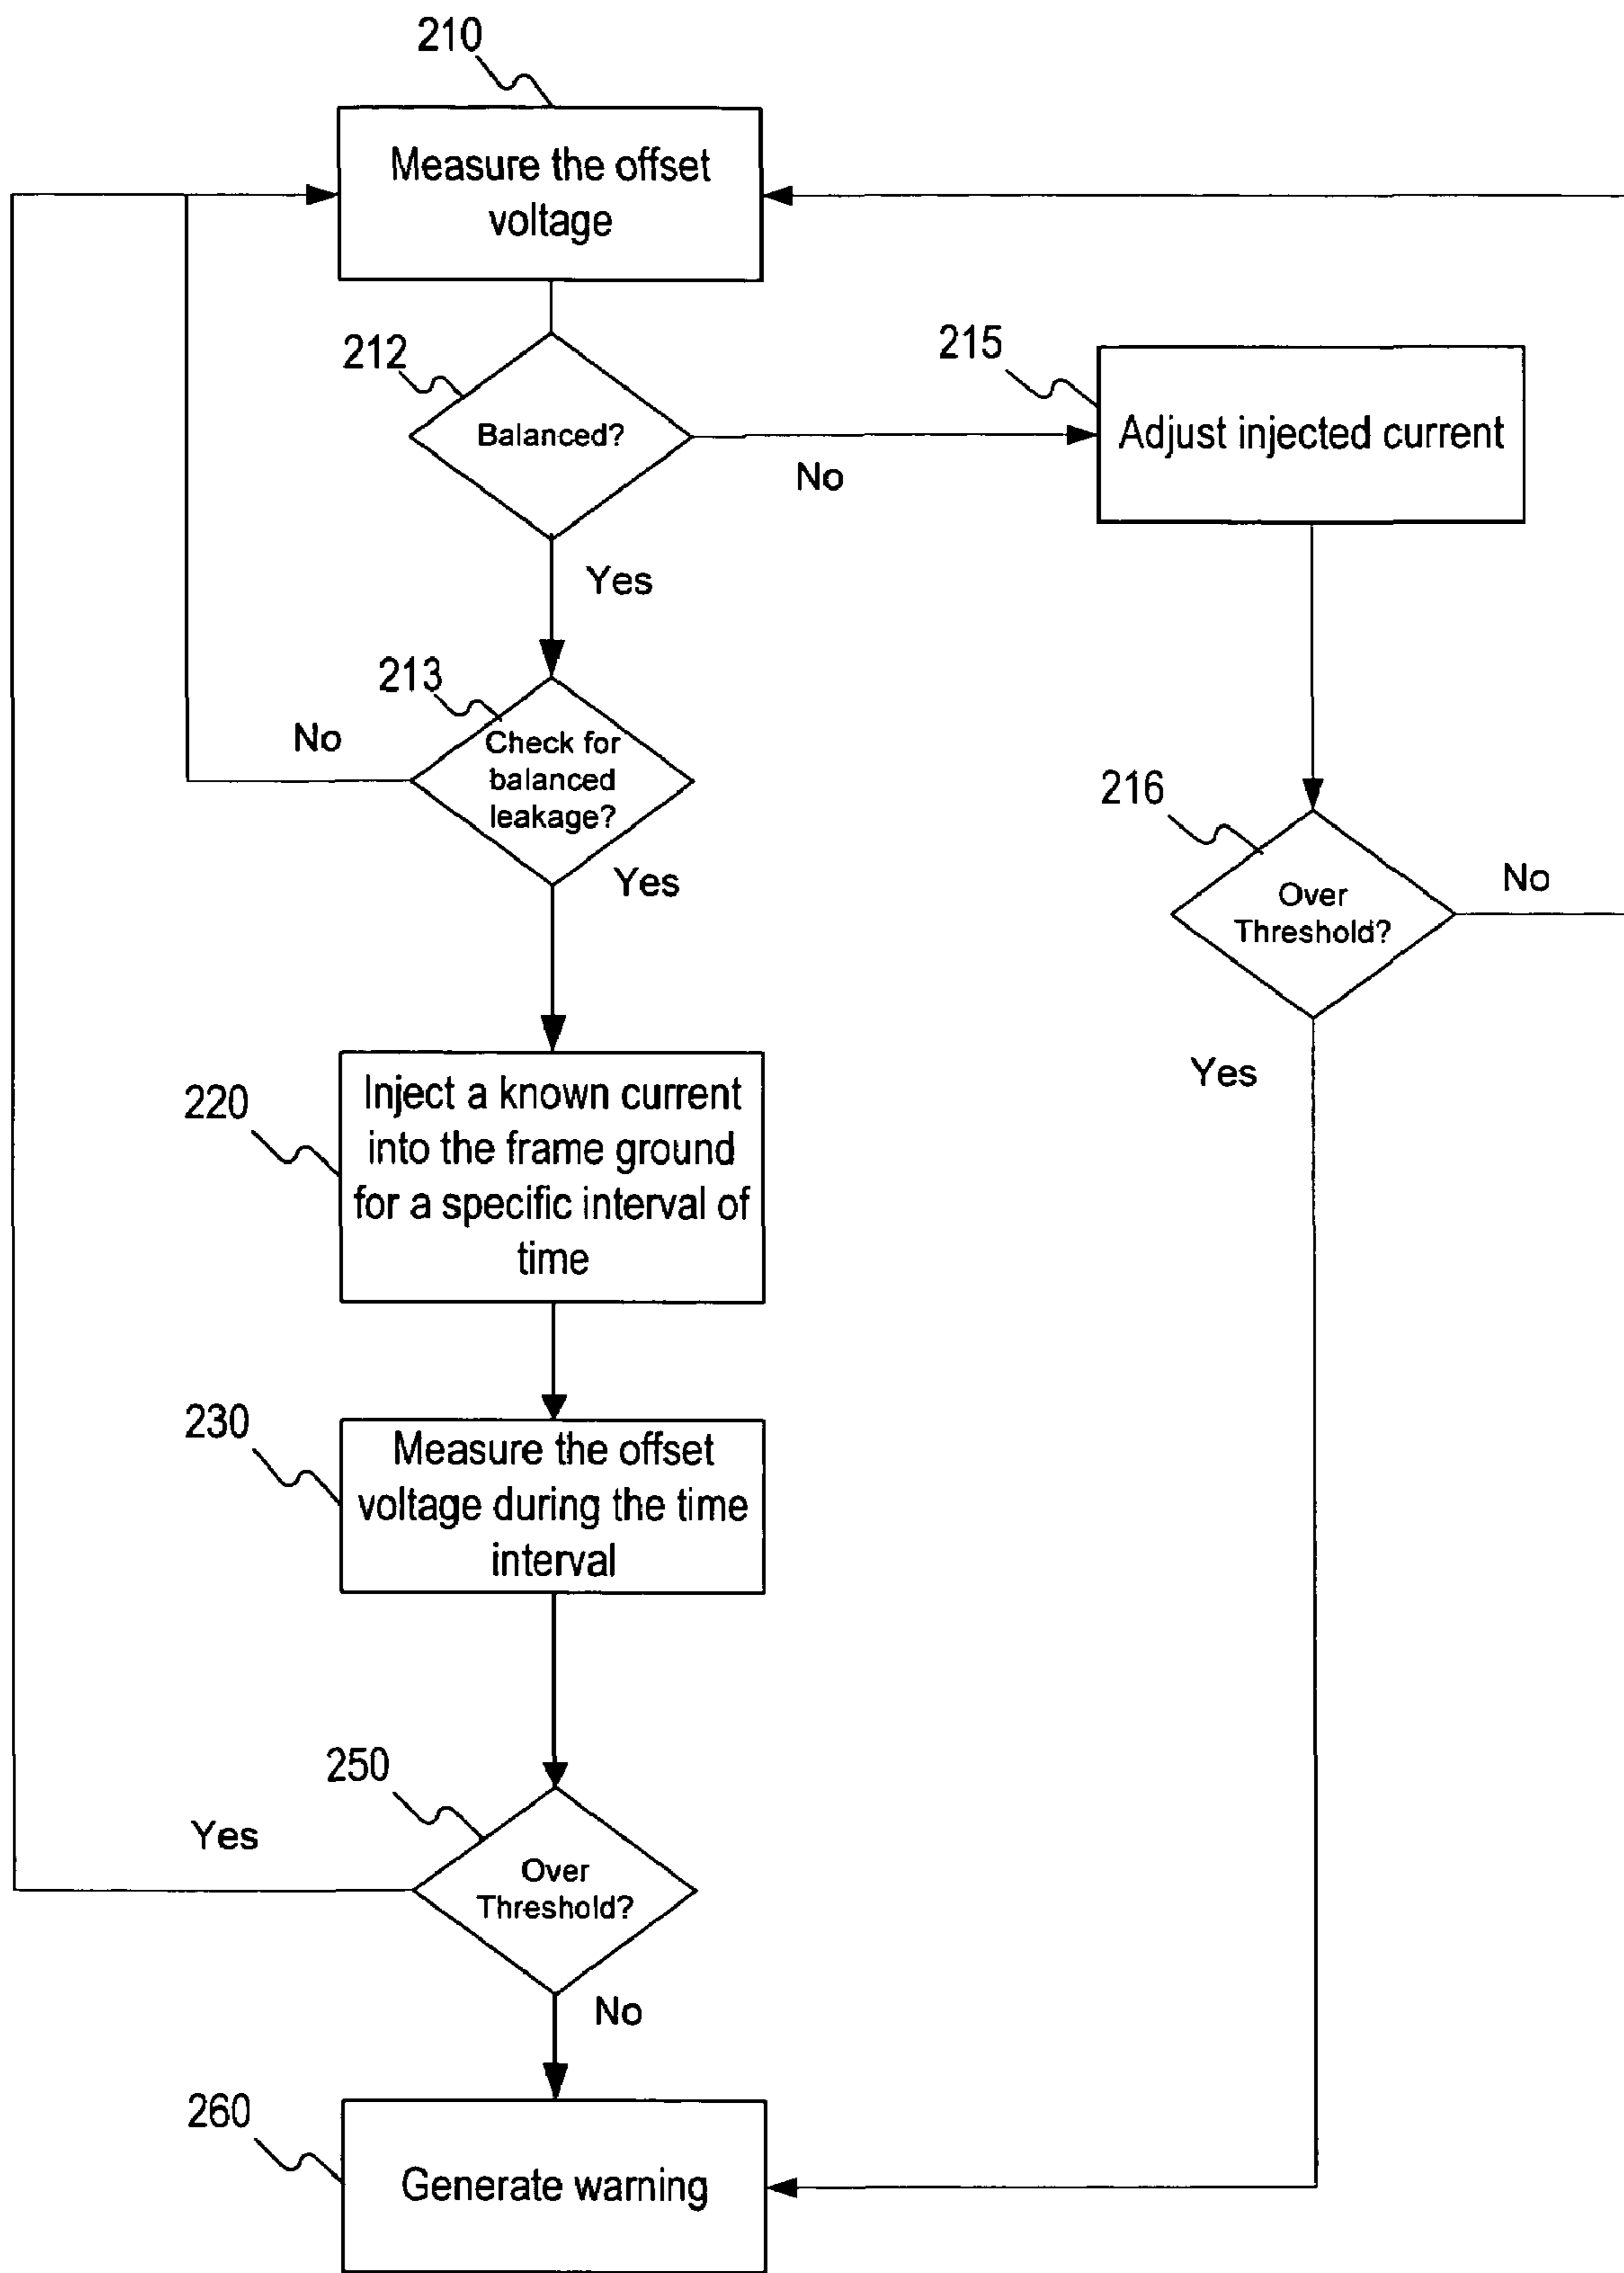 210
Measure the offset
voltage
212
Balanced?
No
215
Adjust injected current
Yes
213
Check for
balanced
leakage?
No
Yes
216
Over
Threshold?
No
Yes
220
Inject a known current
into the frame ground
for a specific interval of
time
230
Measure the offset
voltage during the time
interval
250
Over
Threshold?
Yes
No
260
Generate warning